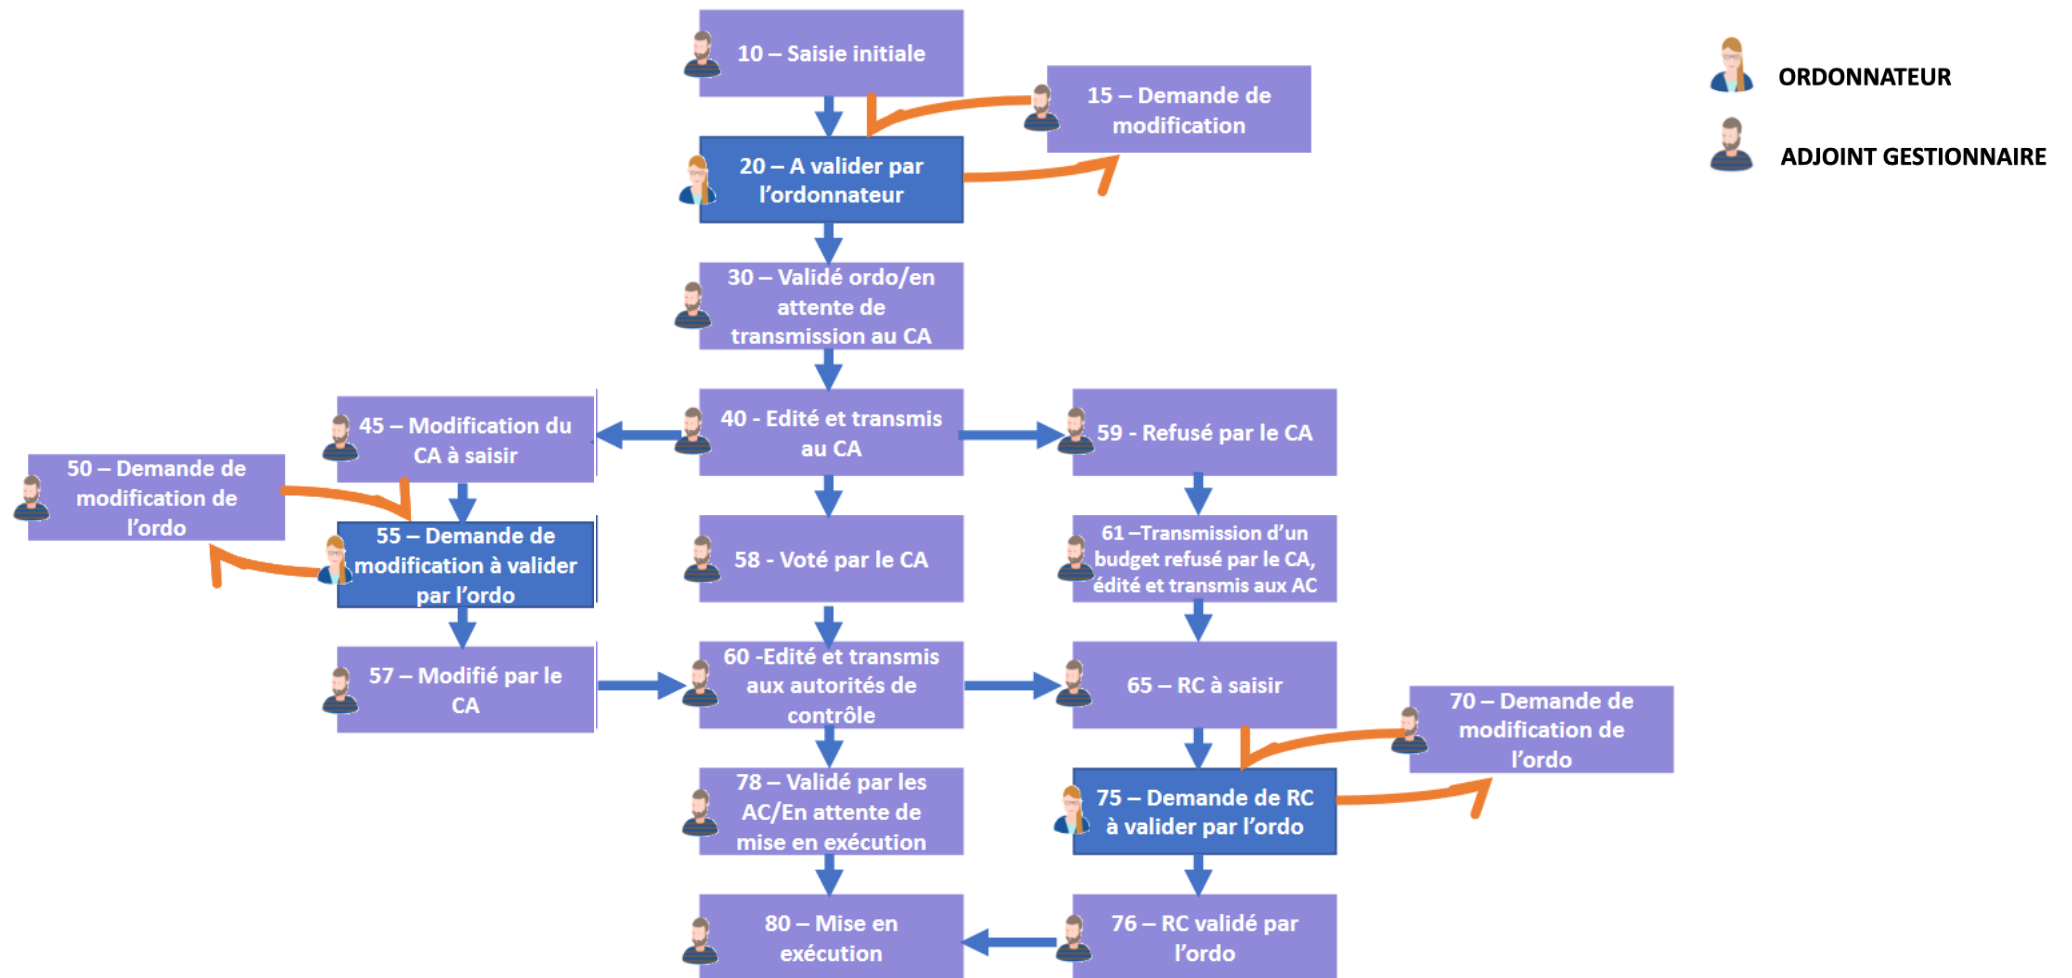 10 – Saisie initiale
ORDONNATEUR
15 – Demande de
modification
ADJOINT GESTIONNAIRE
20 – A valider par
l’ordonnateur
30 – Validé ordo/en
attente de
transmission au CA
45 – Modification du
CA à saisir
40 - Edité et transmis
au CA
59 - Refusé par le CA
50 – Demande de
modification de
l’ordo
55 – Demande de
modification à valider
par l’ordo
58 - Voté par le CA
61 –Transmission d’un
budget refusé par le CA,
édité et transmis aux AC
57 – Modifié par le
CA
60 -Edité et transmis
aux autorités de
contrôle
65 – RC à saisir
70 – Demande de
modification de
l’ordo
78 – Validé par les
AC/En attente de
mise en exécution
75 – Demande de RC
à valider par l’ordo
80 – Mise en
exécution
76 – RC validé par
l’ordo